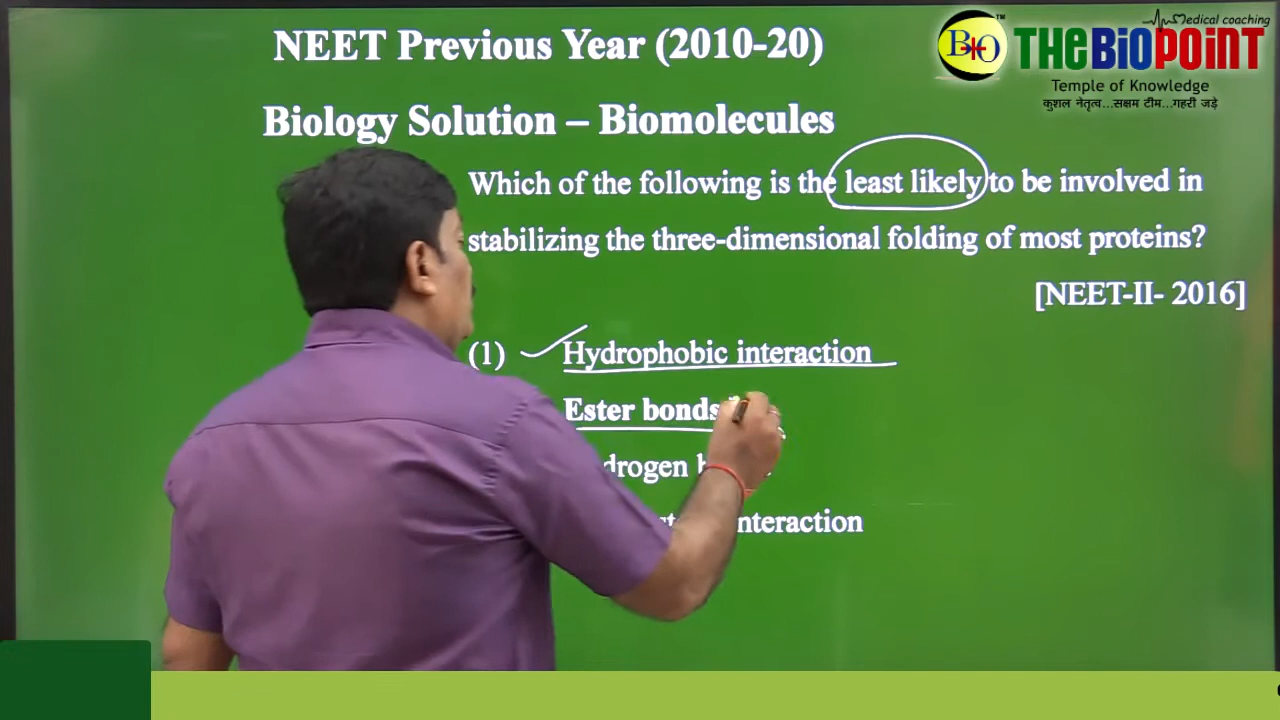 NEET Previous Year (2010-20)
Biology Solution – Biomolecules
Medical coaching
TM
BIO THEBiOPOiNT
Temple of Knowledge
कुशल नेतृत्व...सक्षम टीम...गहरी जड़े
Which of the following is the least likely to be involved in
stabilizing the three-dimensional folding of most proteins?
[NEET-II- 2016]
(1) Hydrophobic interaction
Ester bonds
interaction